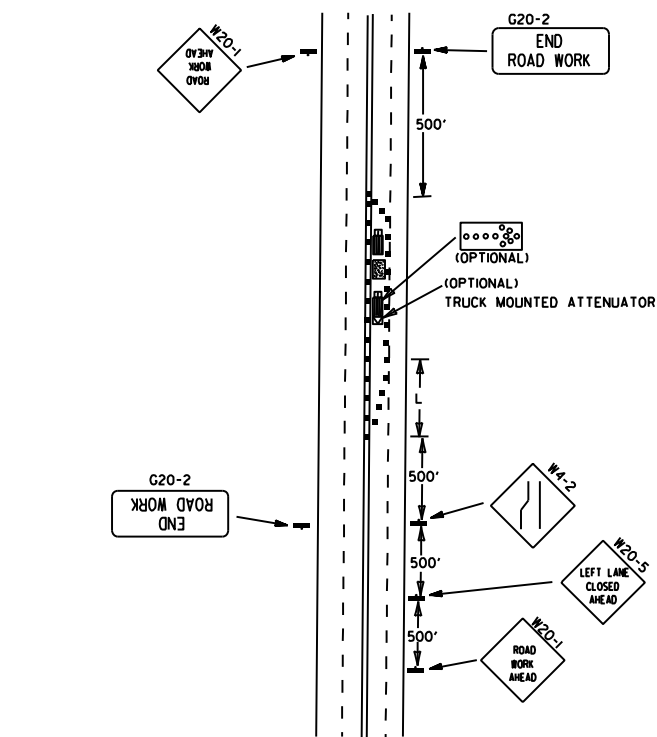 G20-2
END
ROAD WORK
W20-1
ROAD
WORK
AHEAD
500'
(OPTIONAL)
(OPTIONAL)
TRUCK MOUNTED ATTENUATOR
L
500'
W4-2
G20-2
END
ROAD WORK
500'
W20-5
LEFT LANE
CLOSED
AHEAD
500'
W20-1
ROAD
WORK
AHEAD